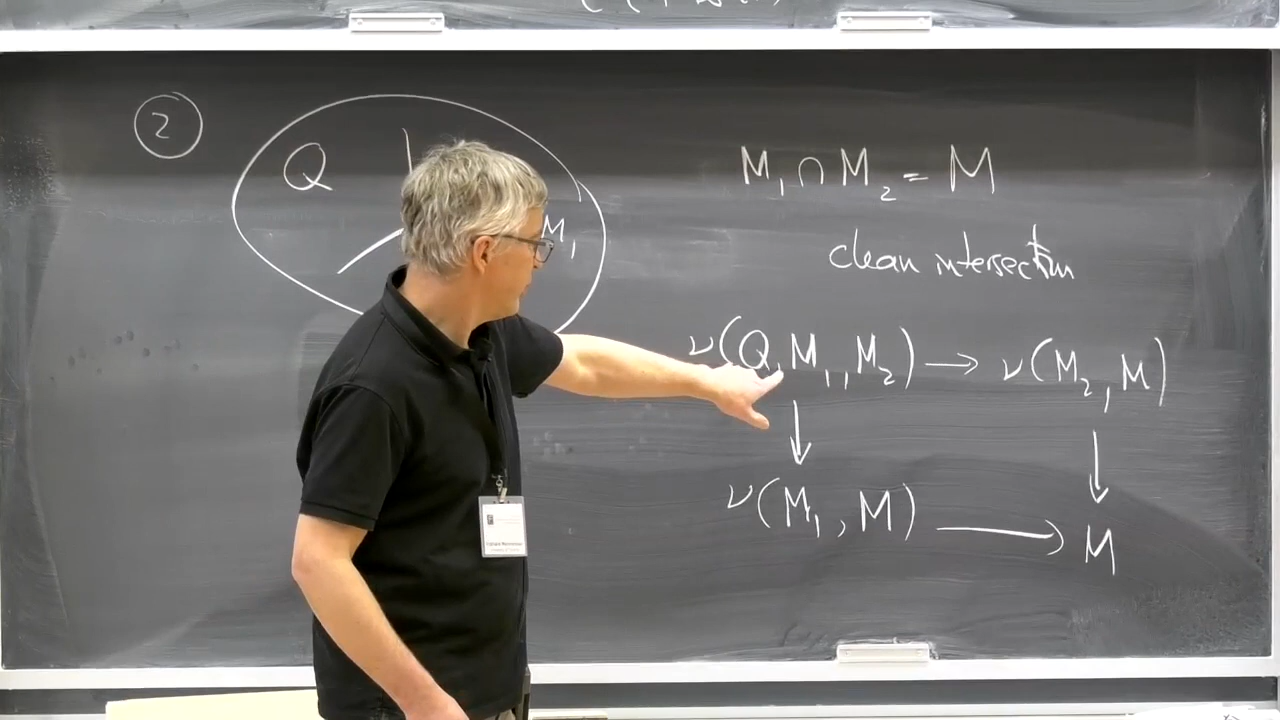 2
Q
M₁
M₁ ∩ M₂ = M
clean intersection
ν(Q, M₁, M₂) → ν(M₂, M)
↓ ↓
ν(M₁, M) → M